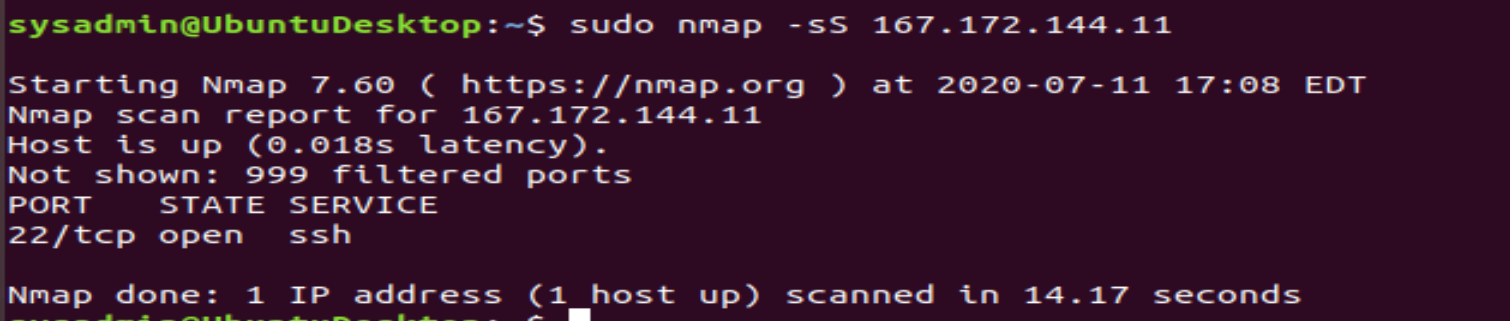 sysadmin@UbuntuDesktop:~$ sudo nmap -sS 167.172.144.11
Starting Nmap 7.60 ( https://nmap.org ) at 2020-07-11 17:08 EDT
Nmap scan report for 167.172.144.11
Host is up (0.018s latency).
Not shown: 999 filtered ports
PORT   STATE SERVICE
22/tcp open  ssh
Nmap done: 1 IP address (1 host up) scanned in 14.17 seconds